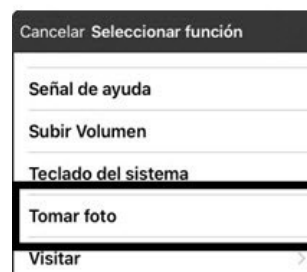 Cancelar Seleccionar función
Señal de ayuda
Subir Volumen
Teclado del sistema
Tomar foto
Visitar